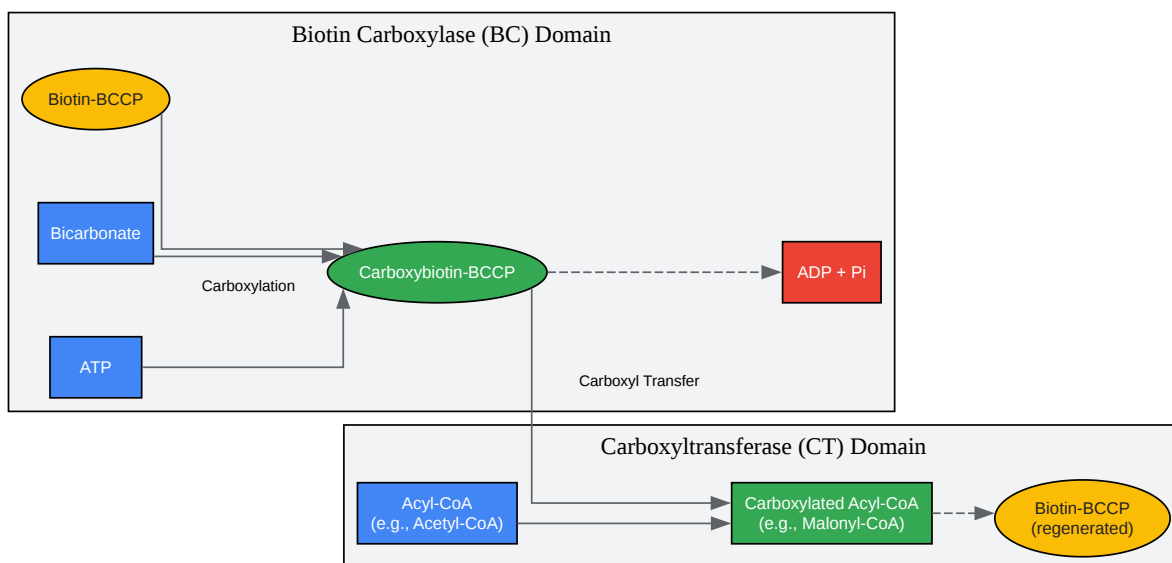 Biotin Carboxylase (BC) Domain
Biotin-BCCP
Bicarbonate
Carboxylation
Carboxybiotin-BCCP
ADP + Pi
ATP
Carboxyl Transfer
Carboxyltransferase (CT) Domain
Acyl-CoA
(e.g., Acetyl-CoA)
Carboxylated Acyl-CoA
(e.g., Malonyl-CoA)
Biotin-BCCP
(regenerated)